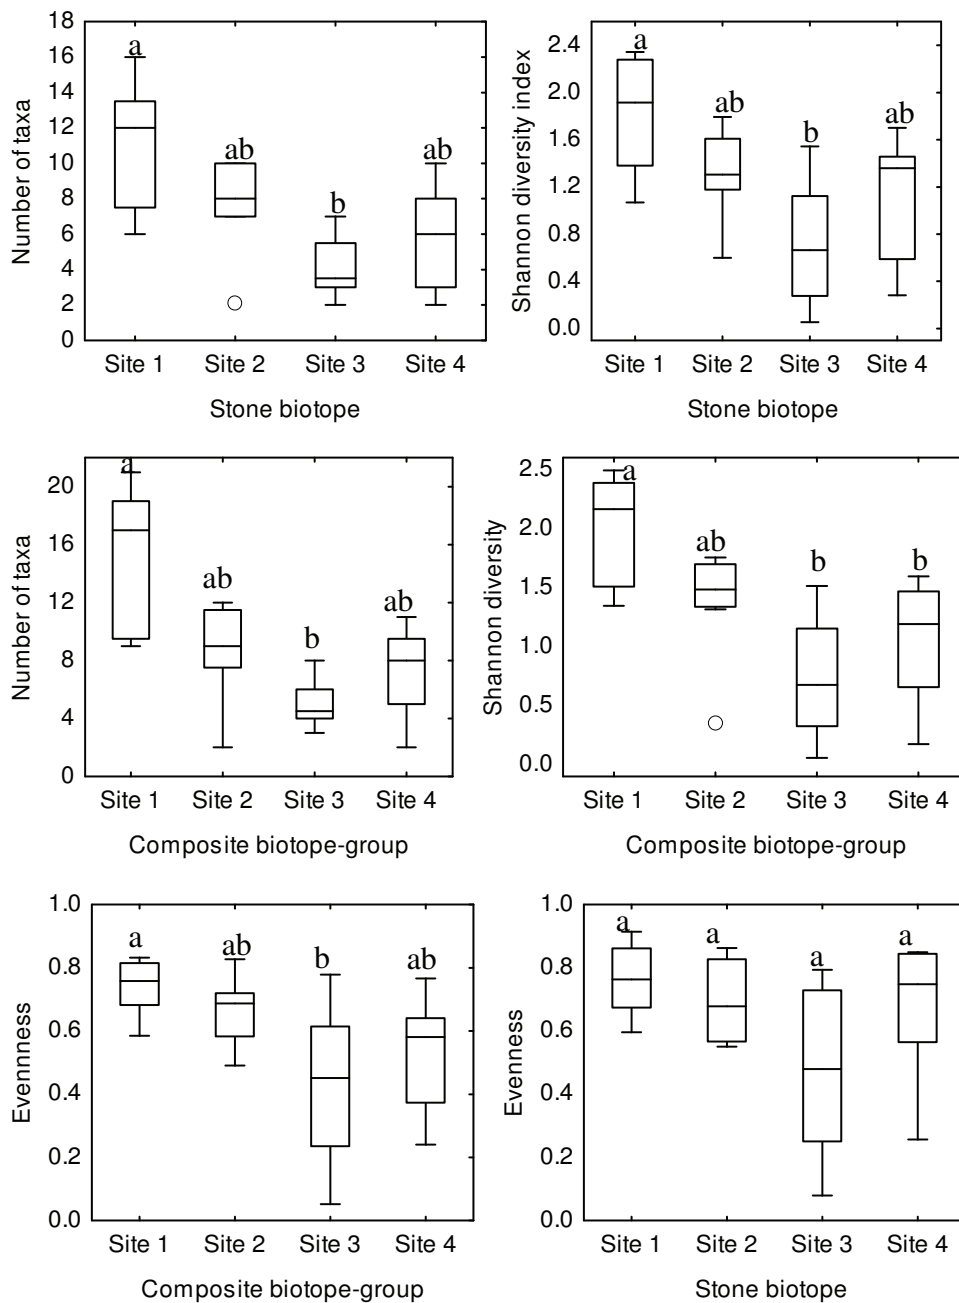 18
16
14
12
10
8
6
4
2
0
Number of taxa
a
ab
b
ab
Site 1 Site 2 Site 3 Site 4
Stone biotope
2.4
2.0
1.6
1.2
0.8
0.4
0.0
Shannon diversity index
a
ab
b
ab
Site 1 Site 2 Site 3 Site 4
Stone biotope
20
16
12
8
4
0
Number of taxa
a
ab
b
ab
Site 1 Site 2 Site 3 Site 4
Composite biotope-group
2.5
2.0
1.5
1.0
0.5
0.0
Shannon diversity
a
ab
b
b
Site 1 Site 2 Site 3 Site 4
Composite biotope-group
1.0
0.8
0.6
0.4
0.2
0.0
Evennness
a
ab
b
ab
Site 1 Site 2 Site 3 Site 4
Composite biotope-group
1.0
0.8
0.6
0.4
0.2
0.0
Evenness
a
a
a
a
Site 1 Site 2 Site 3 Site 4
Stone biotope